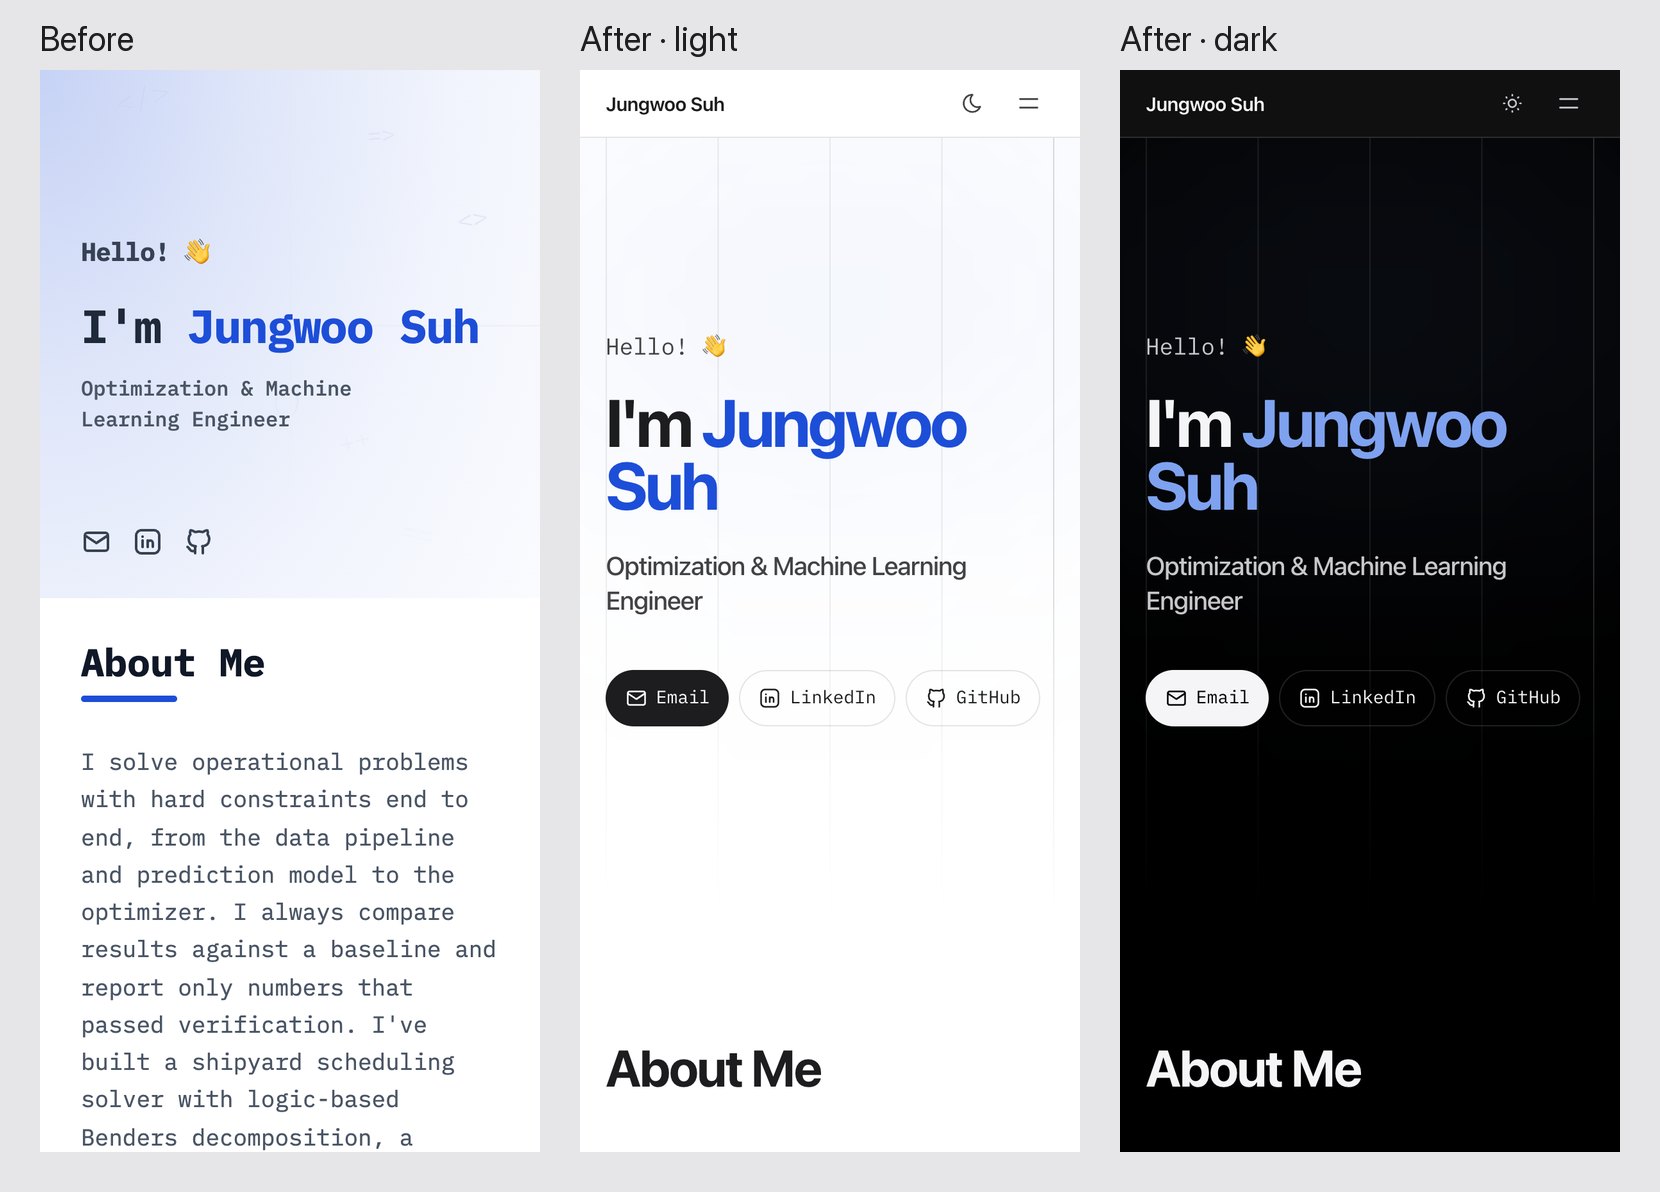 Before
</>
=>
<>
Hello! 👋
I'm Jungwoo Suh
Optimization & Machine
Learning Engineer
++
About Me
I solve operational problems
with hard constraints end to
end, from the data pipeline
and prediction model to the
optimizer. I always compare
results against a baseline and
report only numbers that
passed verification. I've
built a shipyard scheduling
solver with logic-based
Benders decomposition, a
After · light
Jungwoo Suh
Hello! 👋
I'm Jungwoo
Suh
Optimization & Machine Learning
Engineer
Email LinkedIn GitHub
About Me
After · dark
Jungwoo Suh
Hello! 👋
I'm Jungwoo
Suh
Optimization & Machine Learning
Engineer
Email LinkedIn GitHub
About Me